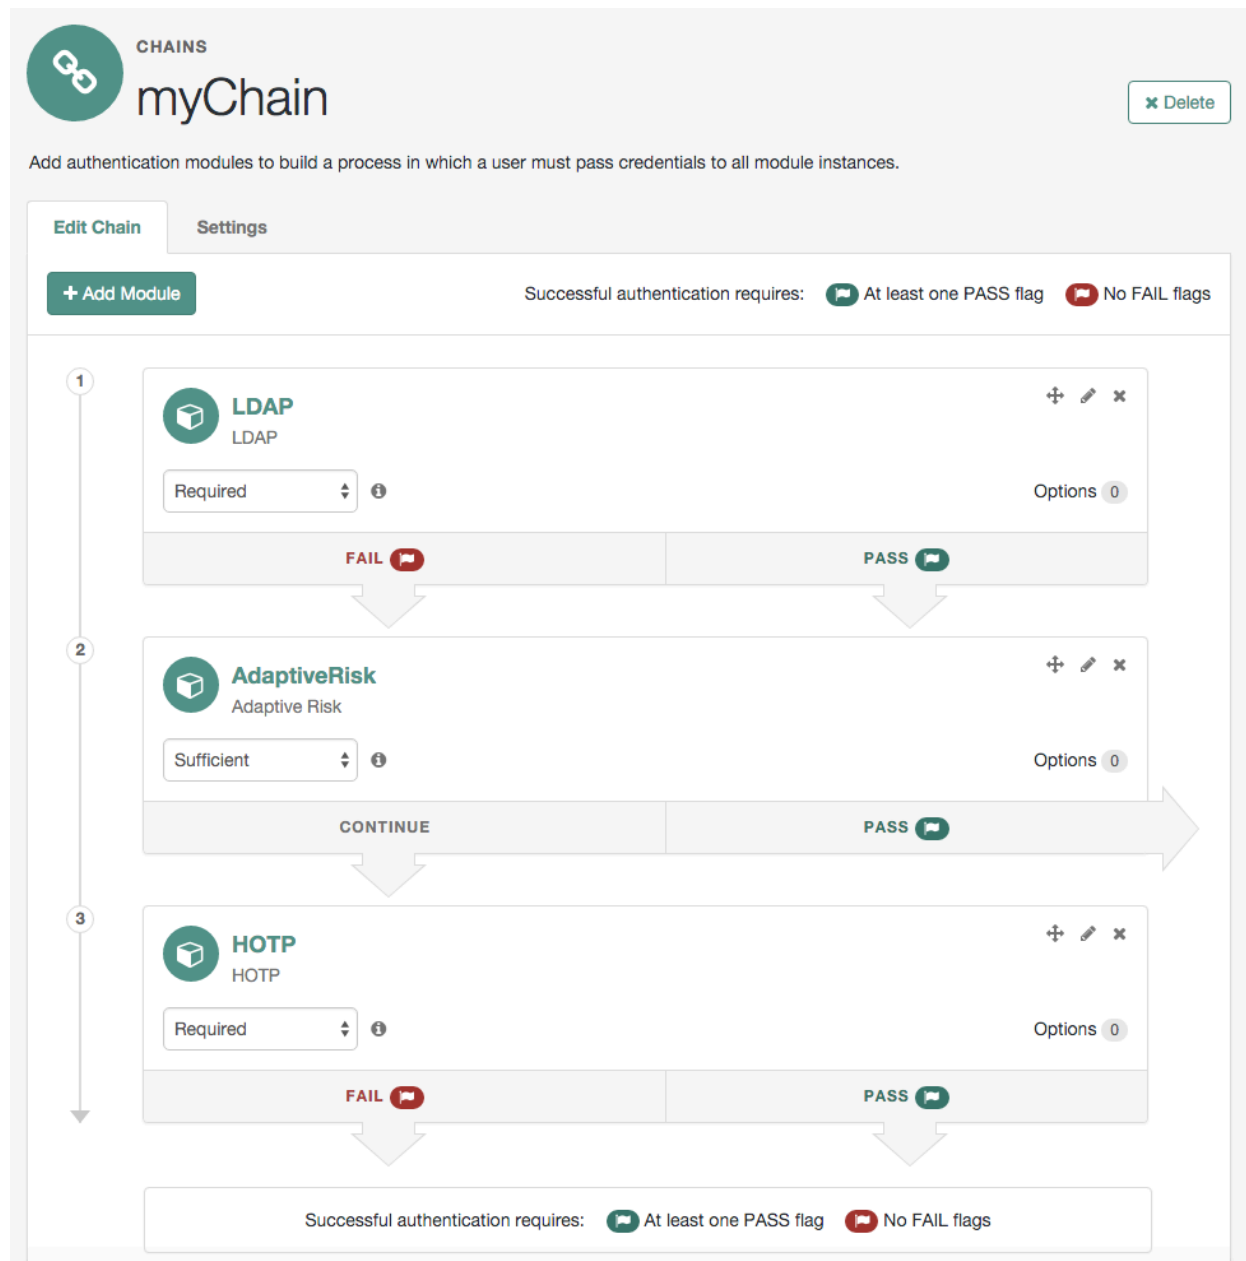 CHAINS
myChain
Delete
Add authentication modules to build a process in which a user must pass credentials to all module instances.
Edit Chain Settings
+ Add Module Successful authentication requires: At least one PASS flag No FAIL flags
1
LDAP
LDAP
Required Options 0
FAIL PASS
2
AdaptiveRisk
Adaptive Risk
Sufficient Options 0
CONTINUE PASS
3
HOTP
HOTP
Required Options 0
FAIL PASS
Successful authentication requires: At least one PASS flag No FAIL flags